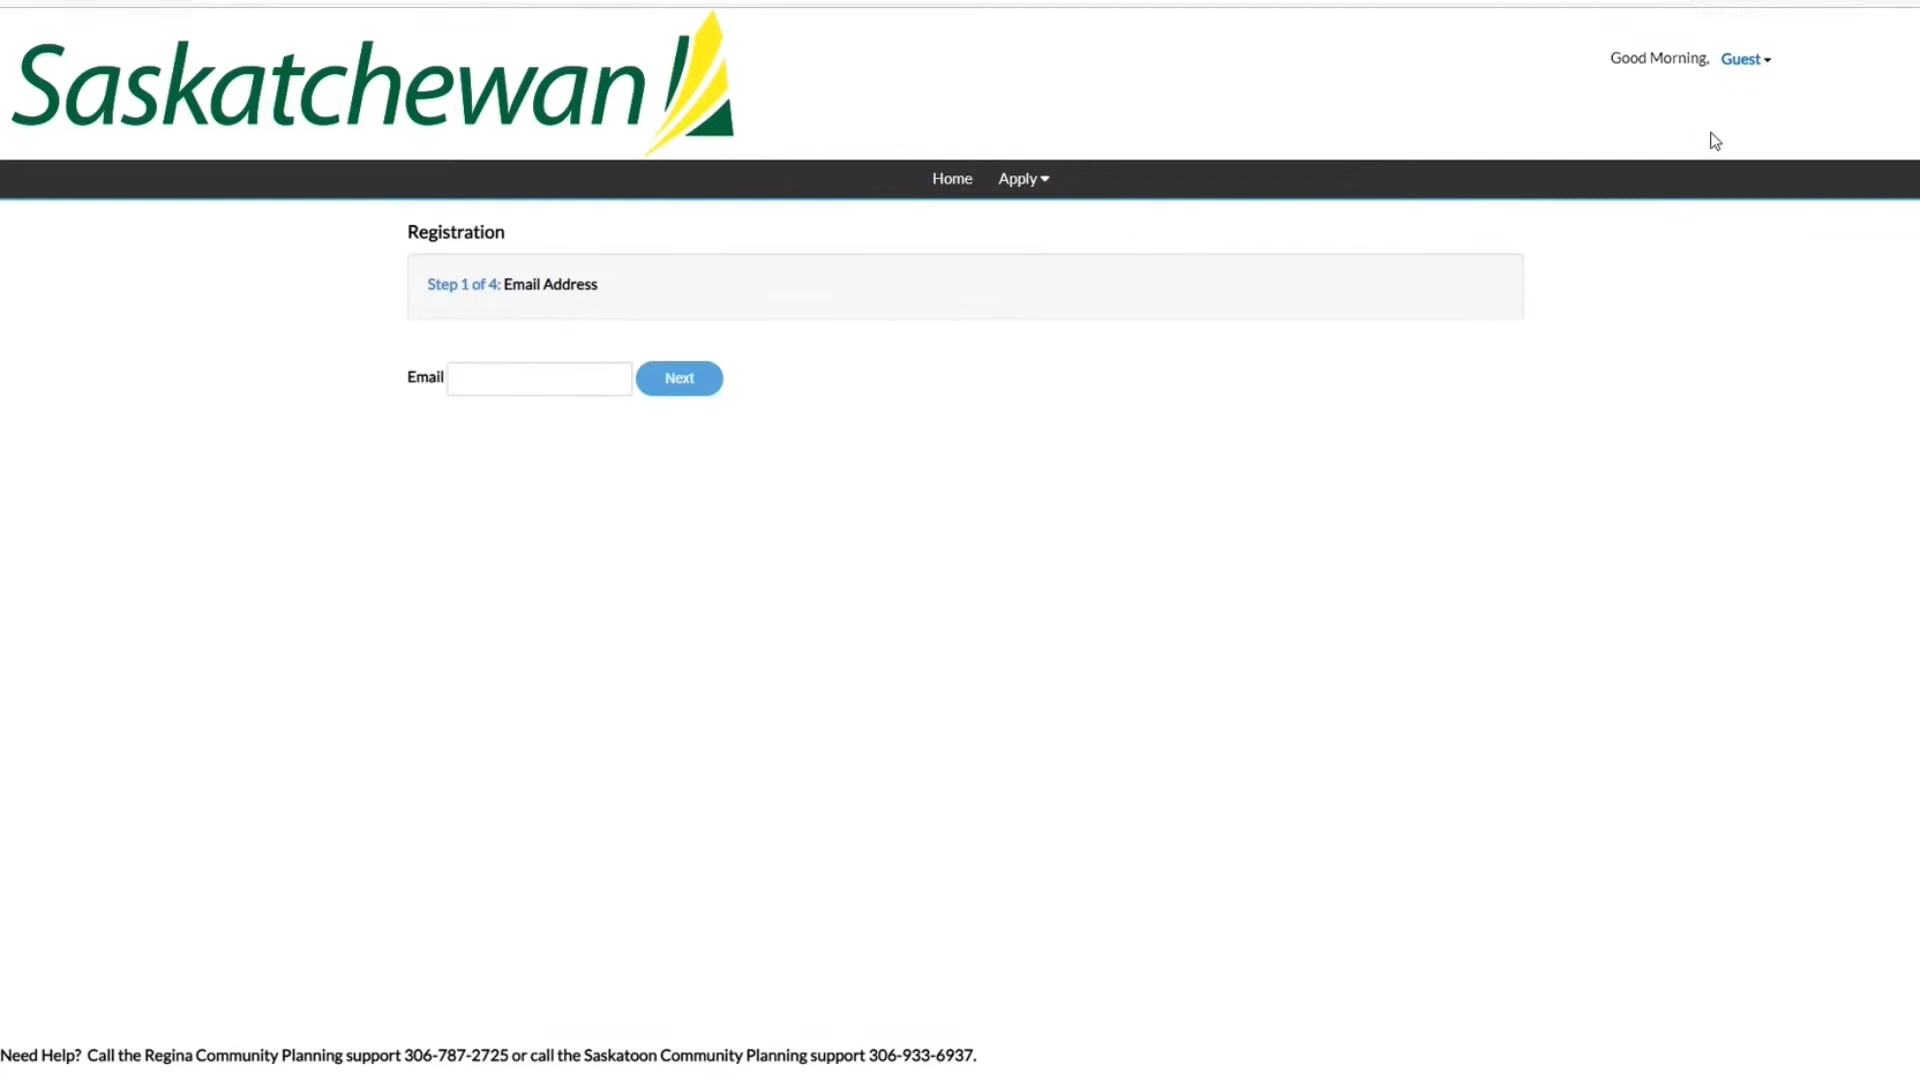 Saskatchewan
Good Morning, Guest
Home Apply
Registration
Step 1 of 4: Email Address
Email Next
Need Help? Call the Regina Community Planning support 306-787-2725 or call the Saskatoon Community Planning support 306-933-6937.